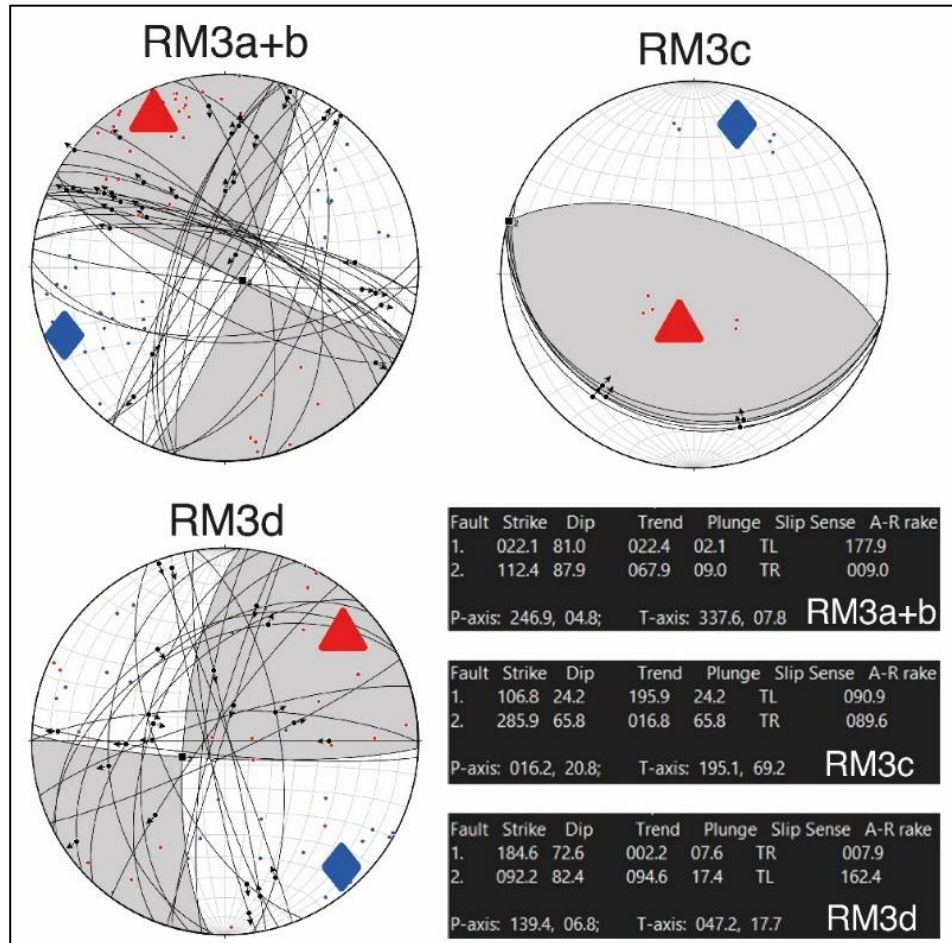 RM3a+b
RM3c
2
RM3d
Fault Strike Dip Trend Plunge Slip Sense A-R rake
1. 022.1 81.0 022.4 02.1 TL 177.9
2. 112.4 87.9 067.9 09.0 TR 009.0
P-axis: 246.9, 04.8; T-axis: 337.6, 07.8 RM3a+b
Fault Strike Dip Trend Plunge Slip Sense A-R rake
1. 106.8 24.2 195.9 24.2 TL 090.9
2. 285.9 65.8 016.8 65.8 TR 089.6
P-axis: 016.2, 20.8; T-axis: 195.1, 69.2 RM3c
Fault Strike Dip Trend Plunge Slip Sense A-R rake
1. 184.6 72.6 002.2 07.6 TR 007.9
2. 092.2 82.4 094.6 17.4 TL 162.4
P-axis: 139.4, 06.8; T-axis: 047.2, 17.7 RM3d